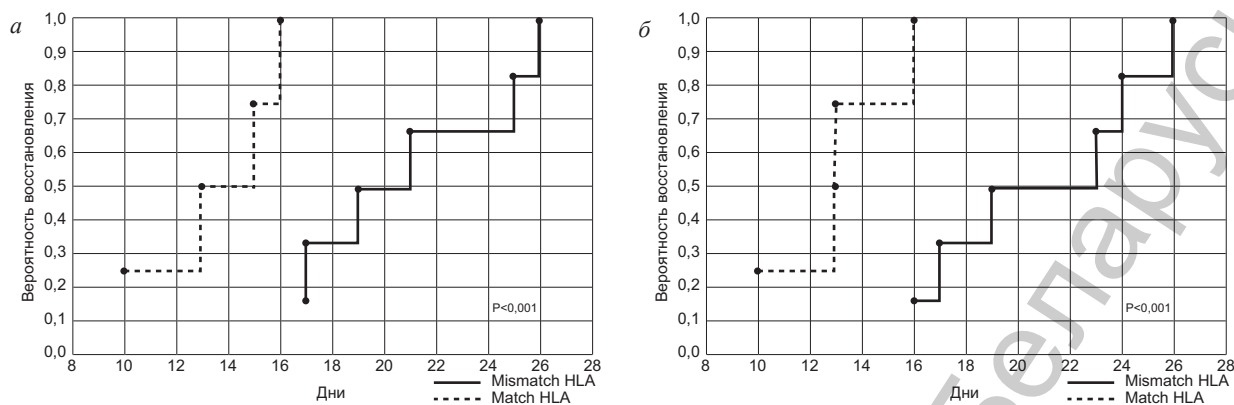 а
1,0
0,9
0,8
0,7
0,6
0,5
0,4
0,3
0,2
0,1
0,0
Вероятность восстановления
8 10 12 14 16 18 20 22 24 26 28
Дни
P<0,001
Mismatch HLA
Match HLA
б
1,0
0,9
0,8
0,7
0,6
0,5
0,4
0,3
0,2
0,1
0,0
Вероятность восстановления
8 10 12 14 16 18 20 22 24 26 28
Дни
P<0,001
Mismatch HLA
Match HLA
Беларус